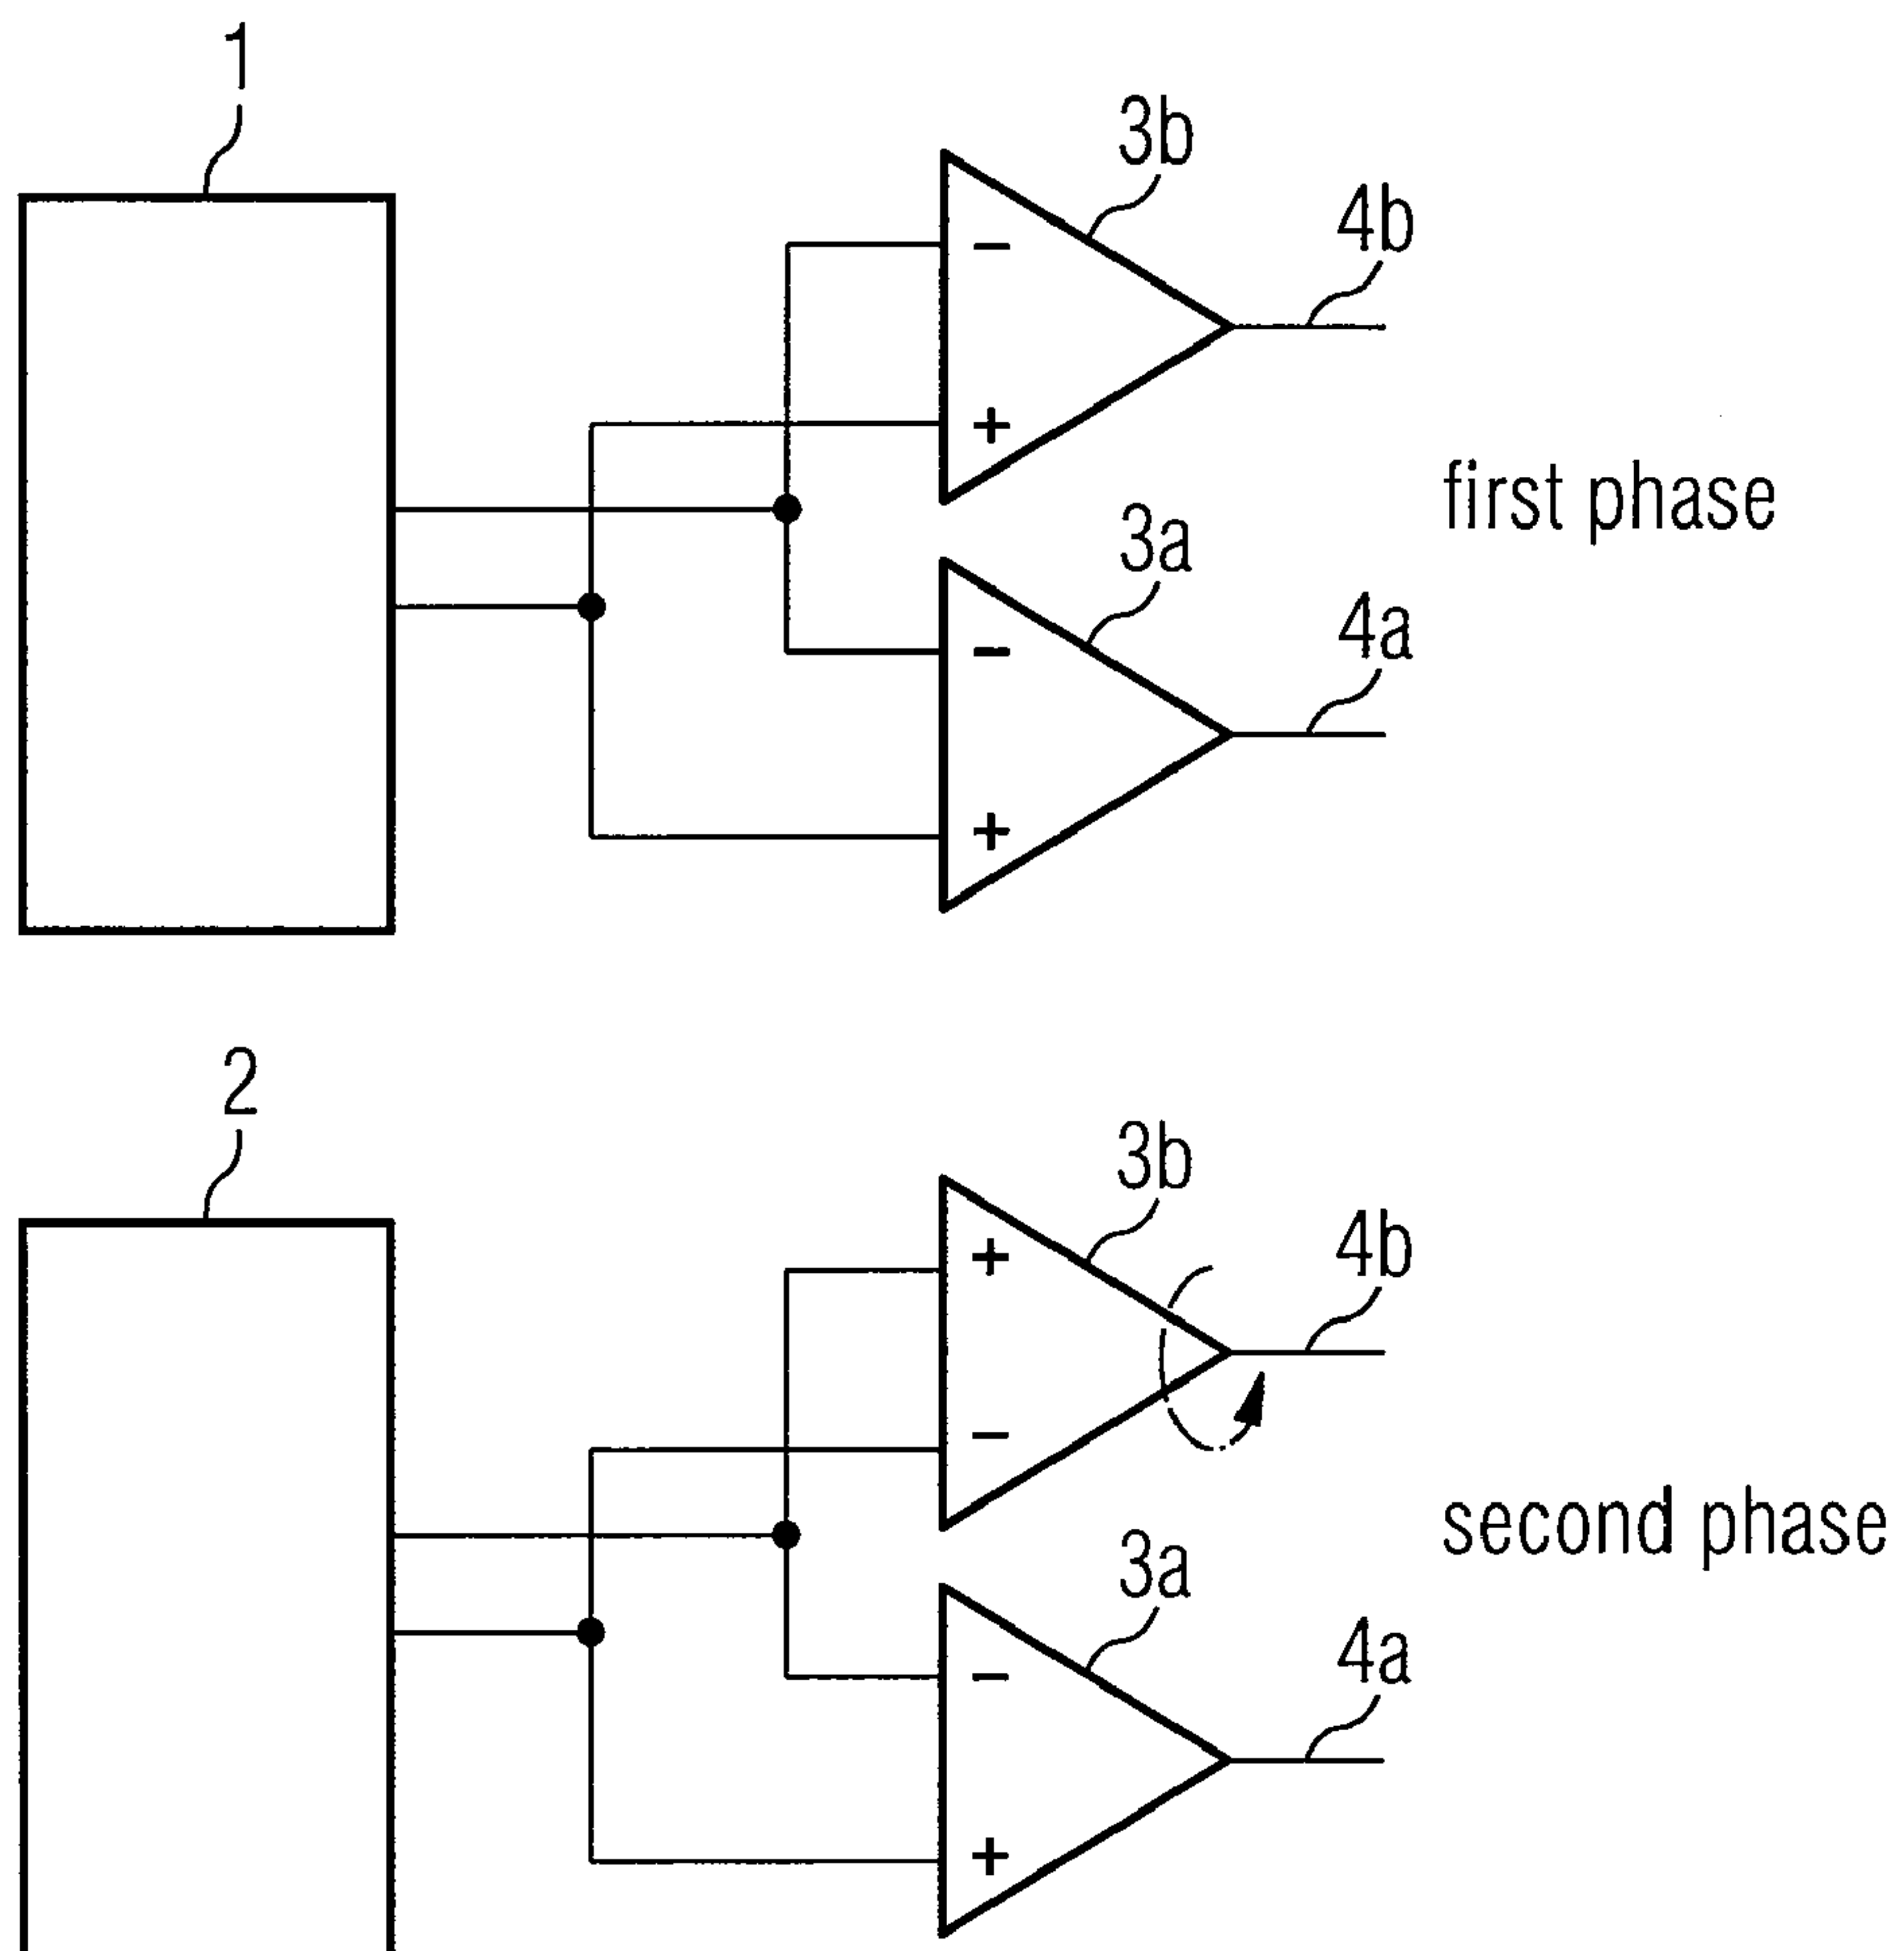 1
3b
4b
−
+
first phase
3a
4a
−
+
2
3b
4b
+
−
second phase
3a
4a
−
+